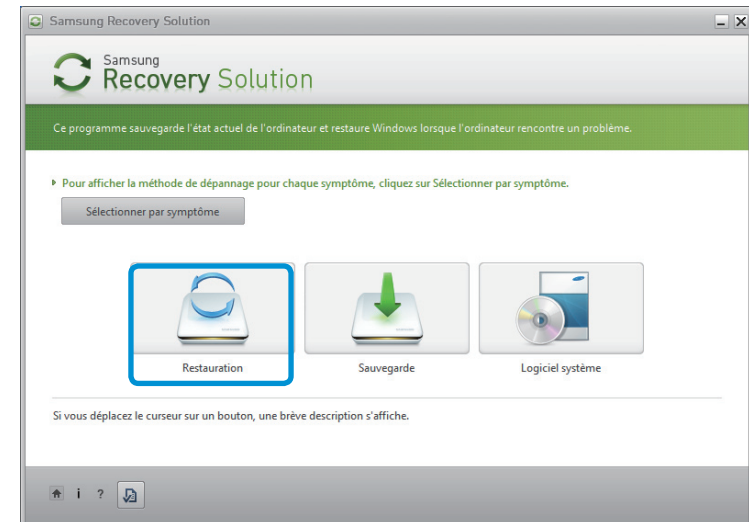 Samsung Recovery Solution
Samsung
Recovery Solution
Ce programme sauvegarde l'état actuel de l'ordinateur et restaure Windows lorsque l'ordinateur rencontre un problème.
Pour afficher la méthode de dépannage pour chaque symptôme, cliquez sur Sélectionner par symptôme.
Sélectionner par symptôme
Restauration Sauvegarde Logiciel système
Si vous déplacez le curseur sur un bouton, une brève description s'affiche.
i ?